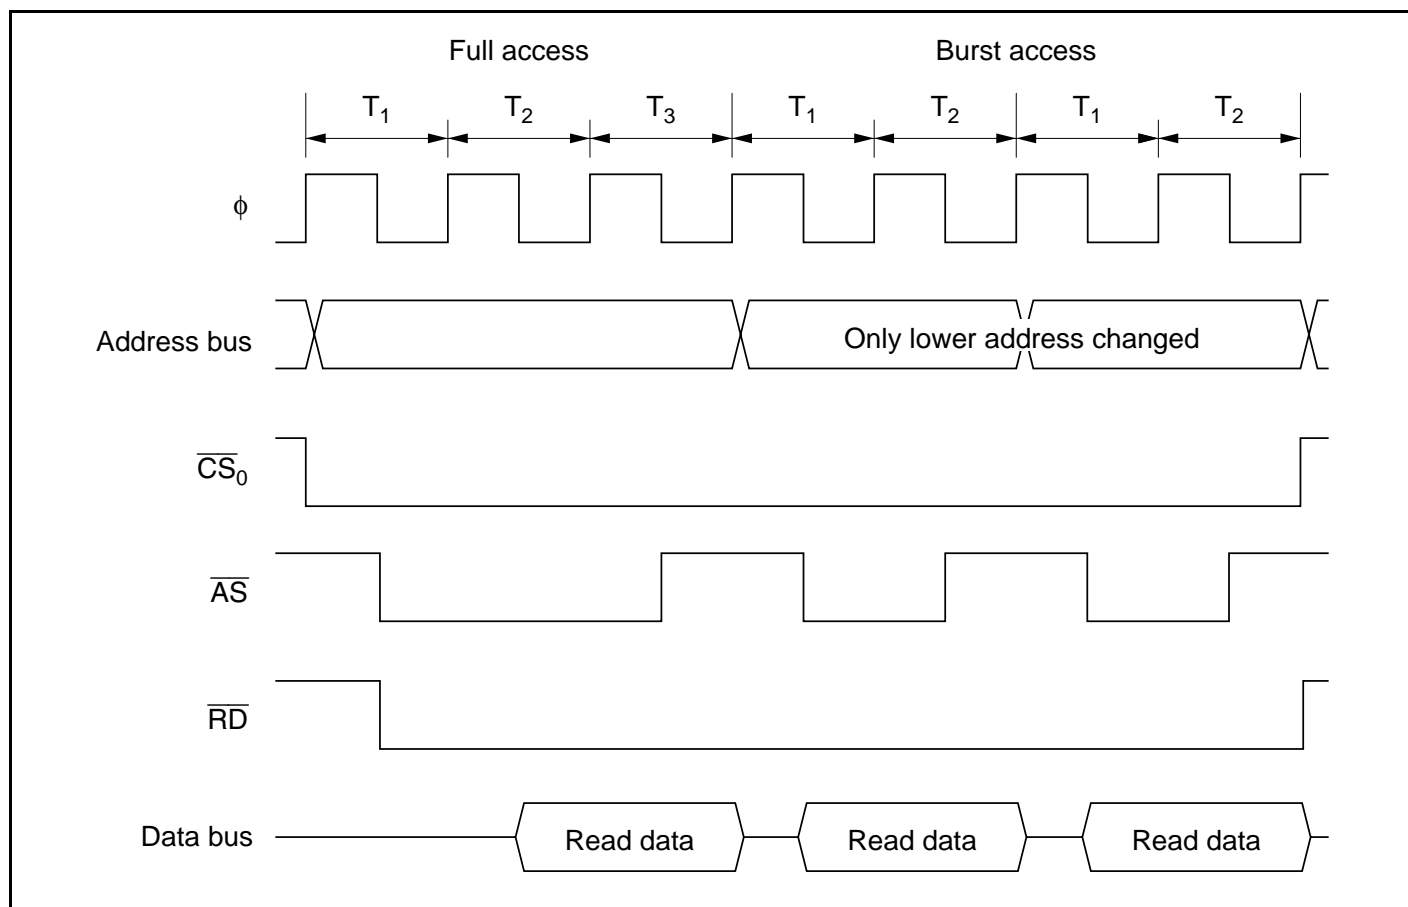 Full access Burst access
T1 T2 T3 T1 T2 T1 T2
ϕ
Address bus Only lower address changed
CS0
AS
RD
Data bus Read data Read data Read data